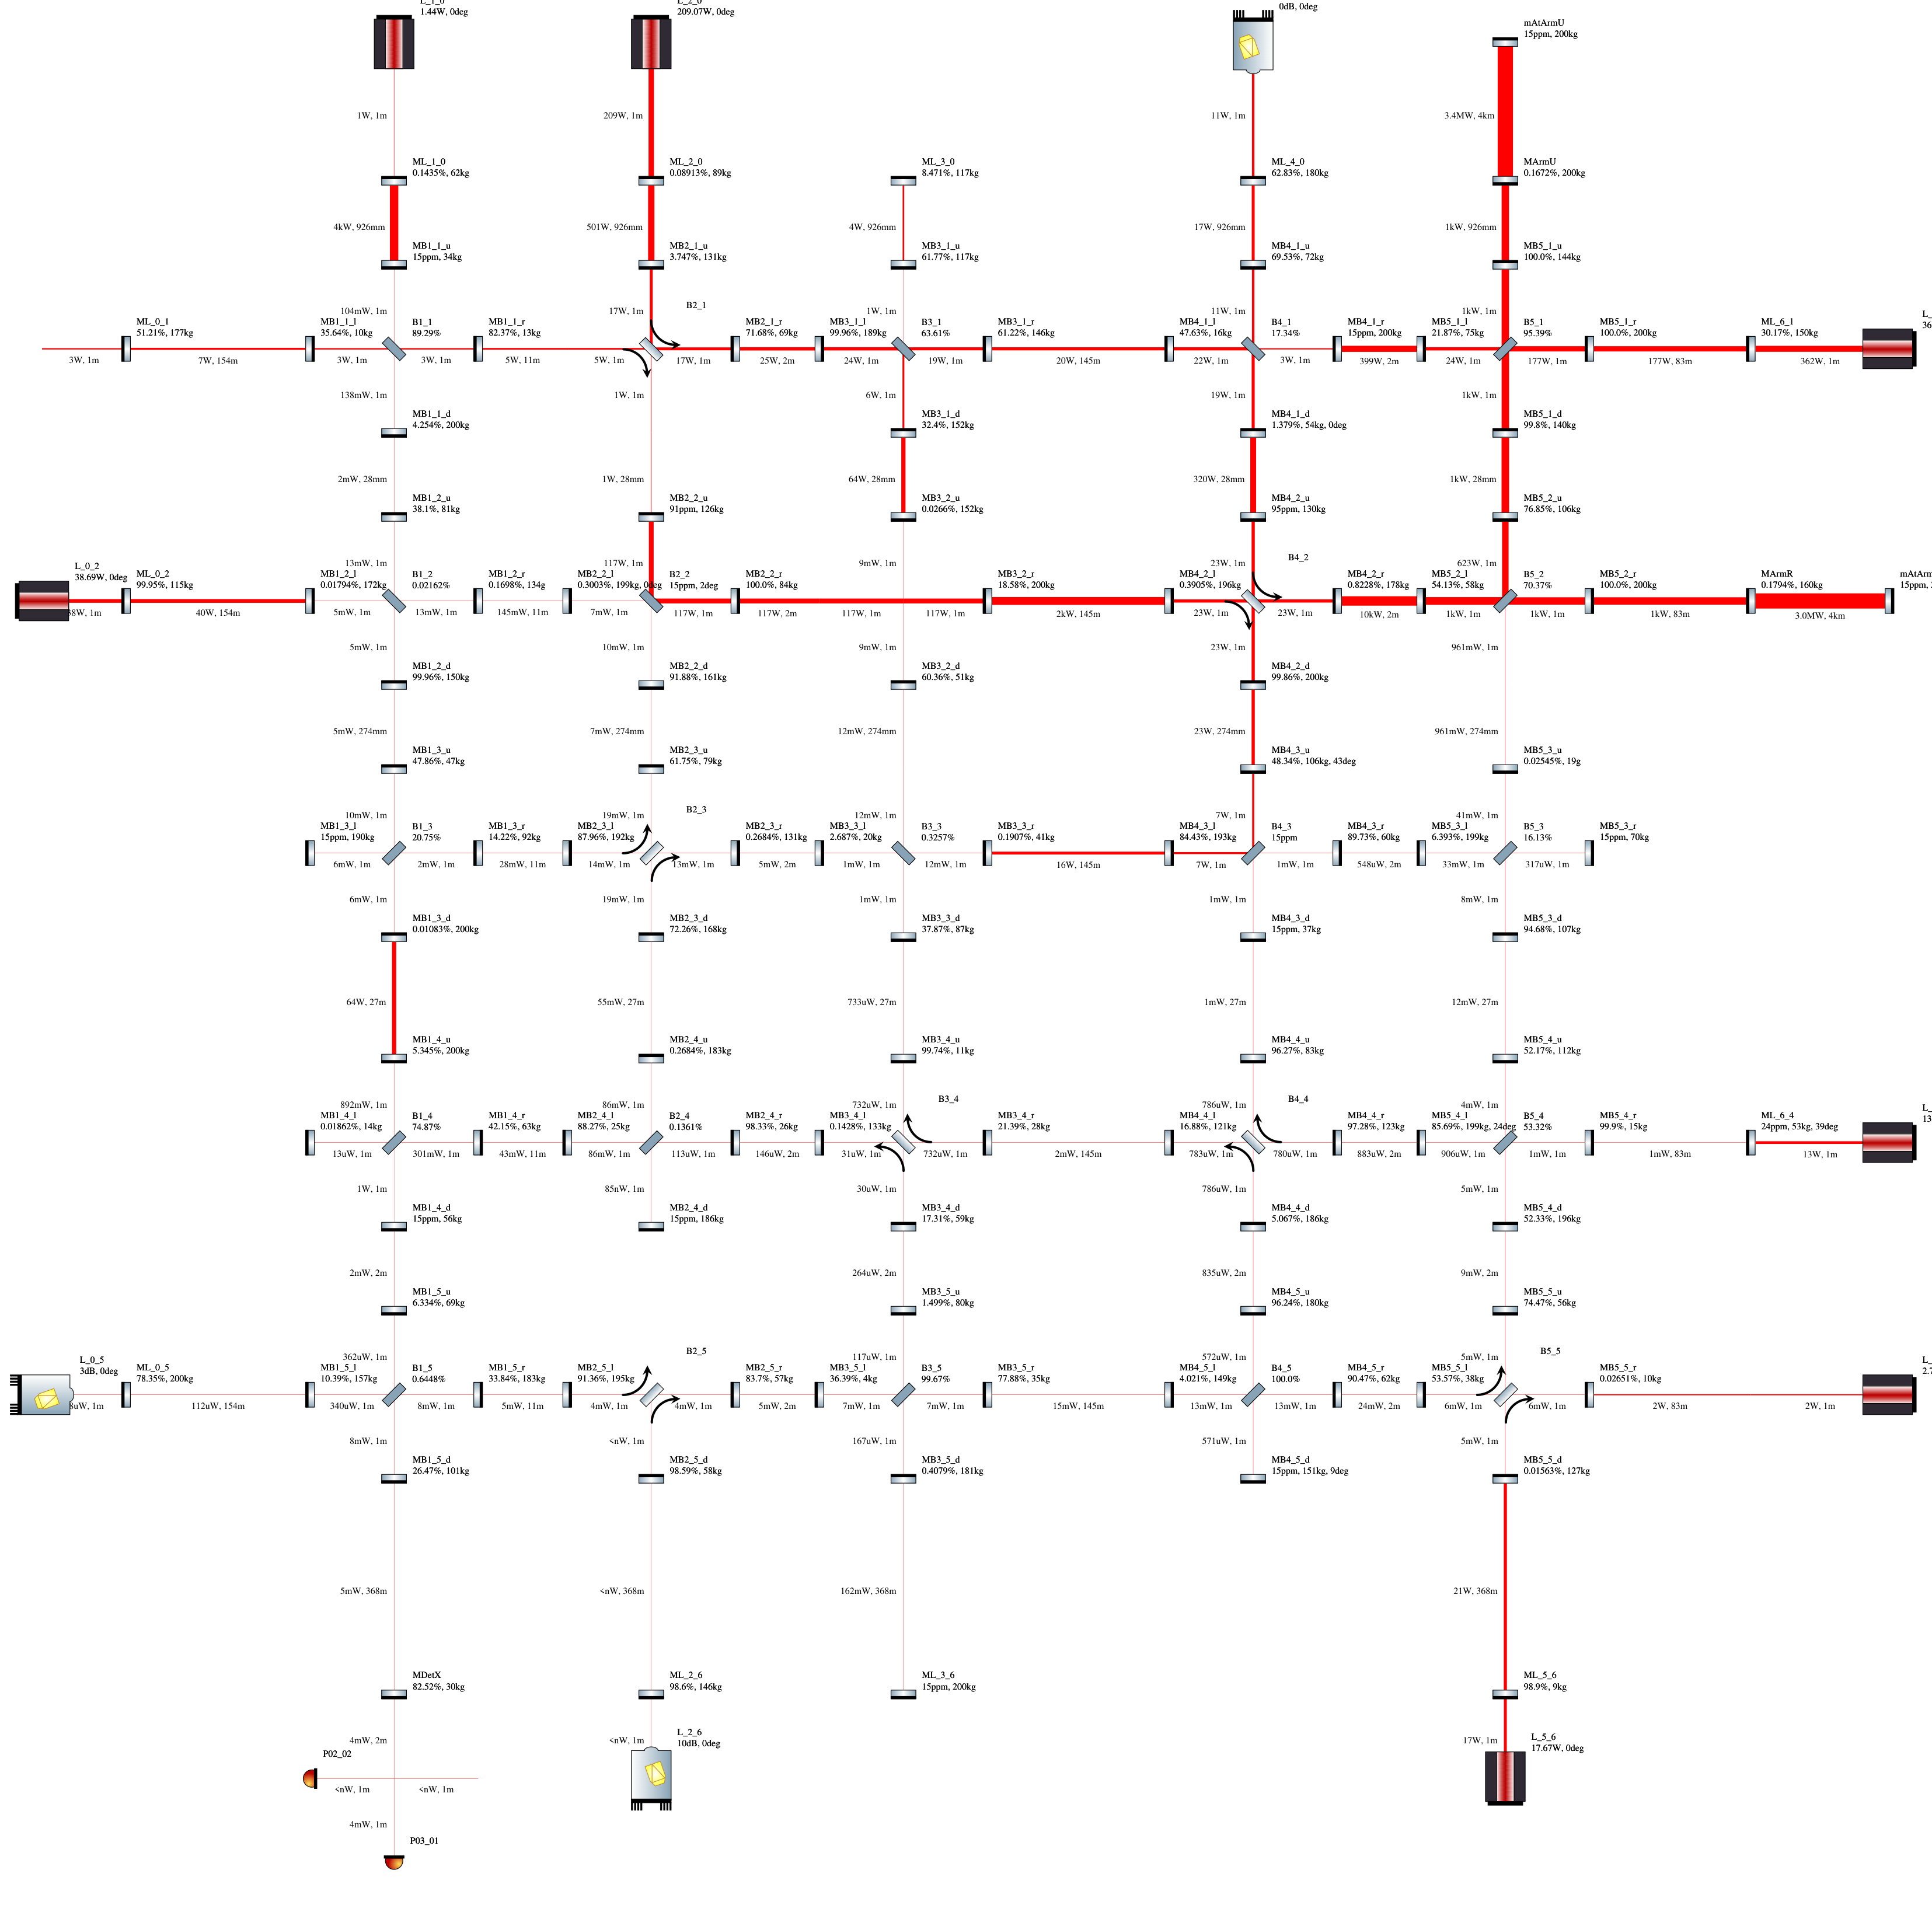 1.44W, 0deg
209.07W, 0deg
0dB, 0deg
mAtArmU
15ppm, 200kg
1W, 1m
209W, 1m
11W, 1m
3.4MW, 4km
ML_1_0
0.1435%, 62kg
ML_2_0
0.08913%, 89kg
ML_3_0
8.471%, 117kg
ML_4_0
62.83%, 180kg
MArmU
0.1672%, 200kg
4kW, 926mm
501W, 926mm
4W, 926mm
17W, 926mm
1kW, 926mm
MB1_1_u
15ppm, 34kg
MB2_1_u
3.747%, 131kg
MB3_1_u
61.77%, 117kg
MB4_1_u
69.53%, 72kg
MB5_1_u
100.0%, 144kg
104mW, 1m
17W, 1m
B2_1
1W, 1m
11W, 1m
1kW, 1m
ML_0_1
51.21%, 177kg
MB1_1_l
35.64%, 10kg
B1_1
89.29%
MB1_1_r
82.37%, 13kg
MB2_1_r
71.68%, 69kg
MB3_1_l
99.96%, 189kg
B3_1
63.61%
MB3_1_r
61.22%, 146kg
MB4_1_l
47.63%, 16kg
B4_1
17.34%
MB4_1_r
15ppm, 200kg
MB5_1_l
21.87%, 75kg
B5_1
95.39%
MB5_1_r
100.0%, 200kg
ML_6_1
30.17%, 150kg
3W, 1m
7W, 154m
3W, 1m
3W, 1m
5W, 11m
5W, 1m
17W, 1m
25W, 2m
24W, 1m
19W, 1m
20W, 145m
22W, 1m
3W, 1m
399W, 2m
24W, 1m
177W, 1m
177W, 83m
362W, 1m
138mW, 1m
1W, 1m
6W, 1m
19W, 1m
1kW, 1m
MB1_1_d
4.254%, 200kg
MB3_1_d
32.4%, 152kg
MB4_1_d
1.379%, 54kg, 0deg
MB5_1_d
99.8%, 140kg
2mW, 28mm
1W, 28mm
64W, 28mm
320W, 28mm
1kW, 28mm
MB1_2_u
38.1%, 81kg
MB2_2_u
91ppm, 126kg
MB3_2_u
0.0266%, 152kg
MB4_2_u
95ppm, 130kg
MB5_2_u
76.85%, 106kg
13mW, 1m
117W, 1m
9mW, 1m
23W, 1m
B4_2
623W, 1m
L_0_2
38.69W, 0deg
ML_0_2
99.95%, 115kg
MB1_2_l
0.01794%, 172kg
B1_2
0.02162%
MB1_2_r
0.1698%, 134g
MB2_2_l
0.3003%, 199kg, 0deg
B2_2
15ppm, 2deg
MB2_2_r
100.0%, 84kg
MB3_2_r
18.58%, 200kg
MB4_2_l
0.3905%, 196kg
MB4_2_r
0.8228%, 178kg
MB5_2_l
54.13%, 58kg
B5_2
70.37%
MB5_2_r
100.0%, 200kg
MArmR
0.1794%, 160kg
38W, 1m
40W, 154m
5mW, 1m
13mW, 1m
145mW, 11m
7mW, 1m
117W, 1m
117W, 2m
117W, 1m
117W, 1m
2kW, 145m
23W, 1m
23W, 1m
10kW, 2m
1kW, 1m
1kW, 1m
1kW, 83m
3.0MW, 4km
5mW, 1m
10mW, 1m
9mW, 1m
23W, 1m
961mW, 1m
MB1_2_d
99.96%, 150kg
MB2_2_d
91.88%, 161kg
MB3_2_d
60.36%, 51kg
MB4_2_d
99.86%, 200kg
5mW, 274mm
7mW, 274mm
12mW, 274mm
23W, 274mm
961mW, 274mm
MB1_3_u
47.86%, 47kg
MB2_3_u
61.75%, 79kg
MB4_3_u
48.34%, 106kg, 43deg
MB5_3_u
0.02545%, 19g
10mW, 1m
19mW, 1m
B2_3
12mW, 1m
7W, 1m
41mW, 1m
MB1_3_l
15ppm, 190kg
B1_3
20.75%
MB1_3_r
14.22%, 92kg
MB2_3_l
87.96%, 192kg
MB2_3_r
0.2684%, 131kg
MB3_3_l
2.687%, 20kg
B3_3
0.3257%
MB3_3_r
0.1907%, 41kg
MB4_3_l
84.43%, 193kg
B4_3
15ppm
MB4_3_r
89.73%, 60kg
MB5_3_l
6.393%, 199kg
B5_3
16.13%
MB5_3_r
15ppm, 70kg
6mW, 1m
2mW, 1m
28mW, 11m
14mW, 1m
13mW, 1m
5mW, 2m
1mW, 1m
12mW, 1m
16W, 145m
7W, 1m
1mW, 1m
548uW, 2m
33mW, 1m
317uW, 1m
6mW, 1m
19mW, 1m
1mW, 1m
1mW, 1m
8mW, 1m
MB1_3_d
0.01083%, 200kg
MB2_3_d
72.26%, 168kg
MB3_3_d
37.87%, 87kg
MB4_3_d
15ppm, 37kg
MB5_3_d
94.68%, 107kg
64W, 27m
55mW, 27m
733uW, 27m
1mW, 27m
12mW, 27m
MB1_4_u
5.345%, 200kg
MB2_4_u
0.2684%, 183kg
MB3_4_u
99.74%, 11kg
MB4_4_u
96.27%, 83kg
MB5_4_u
52.17%, 112kg
892mW, 1m
86mW, 1m
732uW, 1m
B3_4
786uW, 1m
B4_4
4mW, 1m
MB1_4_l
0.01862%, 14kg
B1_4
74.87%
MB1_4_r
42.15%, 63kg
MB2_4_l
88.27%, 25kg
B2_4
0.1361%
MB2_4_r
98.33%, 26kg
MB3_4_l
0.1428%, 133kg
MB3_4_r
21.39%, 28kg
MB4_4_l
16.88%, 121kg
MB4_4_r
97.28%, 123kg
MB5_4_l
85.69%, 199kg, 24deg
B5_4
53.32%
MB5_4_r
99.9%, 15kg
ML_6_4
24ppm, 53kg, 39deg
13uW, 1m
301mW, 1m
43mW, 11m
86mW, 1m
113uW, 1m
146uW, 2m
31uW, 1m
732uW, 1m
2mW, 145m
783uW, 1m
780uW, 1m
883uW, 2m
906uW, 1m
1mW, 1m
1mW, 83m
13W, 1m
1W, 1m
85nW, 1m
30uW, 1m
786uW, 1m
5mW, 1m
MB1_4_d
15ppm, 56kg
MB2_4_d
15ppm, 186kg
MB3_4_d
17.31%, 59kg
MB4_4_d
5.067%, 186kg
MB5_4_d
52.33%, 196kg
2mW, 2m
264uW, 2m
835uW, 2m
9mW, 2m
MB1_5_u
6.334%, 69kg
MB3_5_u
1.499%, 80kg
MB4_5_u
96.24%, 180kg
MB5_5_u
74.47%, 56kg
362uW, 1m
B2_5
117uW, 1m
572uW, 1m
5mW, 1m
B5_5
L_0_5
3dB, 0deg
ML_0_5
78.35%, 200kg
MB1_5_l
10.39%, 157kg
B1_5
0.6448%
MB1_5_r
33.84%, 183kg
MB2_5_l
91.36%, 195kg
MB2_5_r
83.7%, 57kg
MB3_5_l
36.39%, 4kg
B3_5
99.67%
MB3_5_r
77.88%, 35kg
MB4_5_l
4.021%, 149kg
B4_5
100.0%
MB4_5_r
90.47%, 62kg
MB5_5_l
53.57%, 38kg
MB5_5_r
0.02651%, 10kg
112uW, 154m
340uW, 1m
8mW, 1m
5mW, 11m
4mW, 1m
4mW, 1m
5mW, 2m
7mW, 1m
7mW, 1m
15mW, 145m
13mW, 1m
13mW, 1m
24mW, 2m
6mW, 1m
6mW, 1m
2W, 83m
2W, 1m
8mW, 1m
<nW, 1m
167uW, 1m
571uW, 1m
5mW, 1m
MB1_5_d
26.47%, 101kg
MB2_5_d
98.59%, 58kg
MB3_5_d
0.4079%, 181kg
MB4_5_d
15ppm, 151kg, 9deg
MB5_5_d
0.01563%, 127kg
5mW, 368m
<nW, 368m
162mW, 368m
21W, 368m
MDetX
82.52%, 30kg
ML_2_6
98.6%, 146kg
ML_3_6
15ppm, 200kg
ML_5_6
98.9%, 9kg
4mW, 2m
<nW, 1m
L_2_6
10dB, 0deg
17W, 1m
L_5_6
17.67W, 0deg
P02_02
<nW, 1m
<nW, 1m
4mW, 1m
P03_01